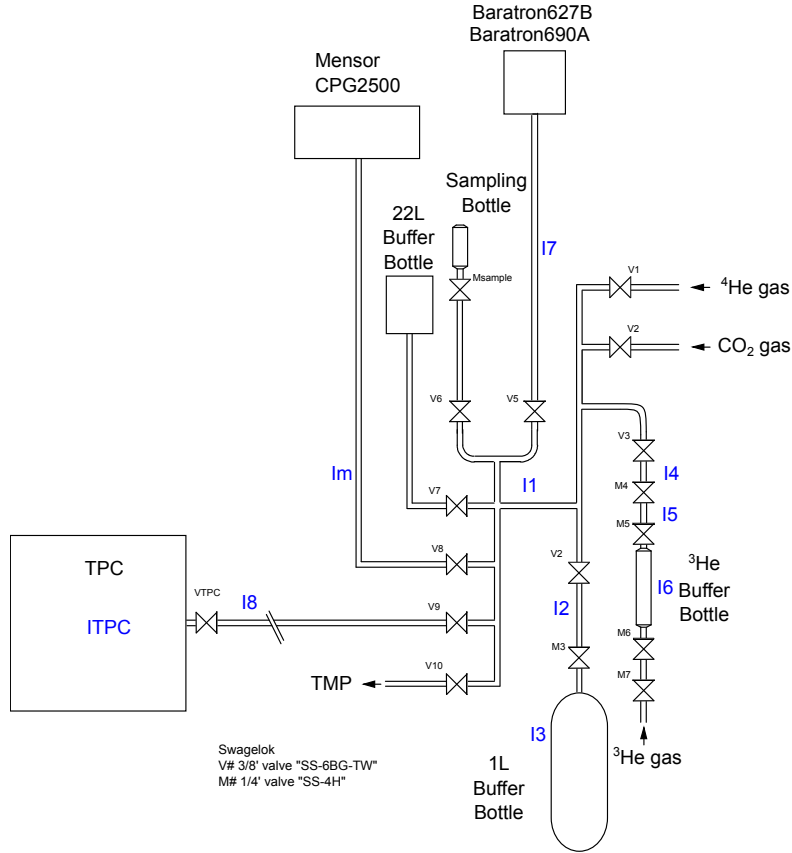 Baratron627B
Baratron690A
Mensor
CPG2500
Sampling
Bottle
22L
Buffer
Bottle
I7
Msample
V1
⁴He gas
V2
CO₂ gas
V6
V5
V3
Im
I1
I4
M4
V7
I5
M5
V8
V2
³He
Buffer
Bottle
I6
TPC
ITPC
VTPC
I8
V9
I2
M6
M3
V10
M7
TMP
I3
³He gas
1L
Buffer
Bottle
Swagelok
V# 3/8' valve "SS-6BG-TW"
M# 1/4' valve "SS-4H"